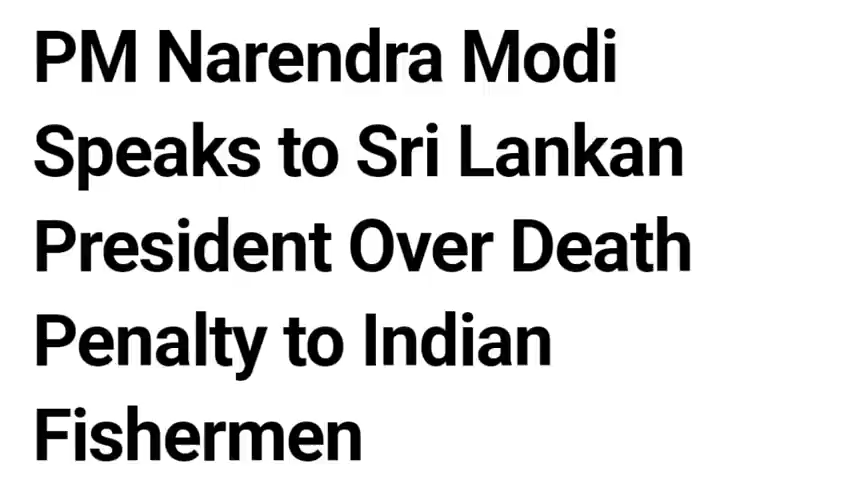 PM Narendra Modi
Speaks to Sri Lankan
President Over Death
Penalty to Indian
Fishermen